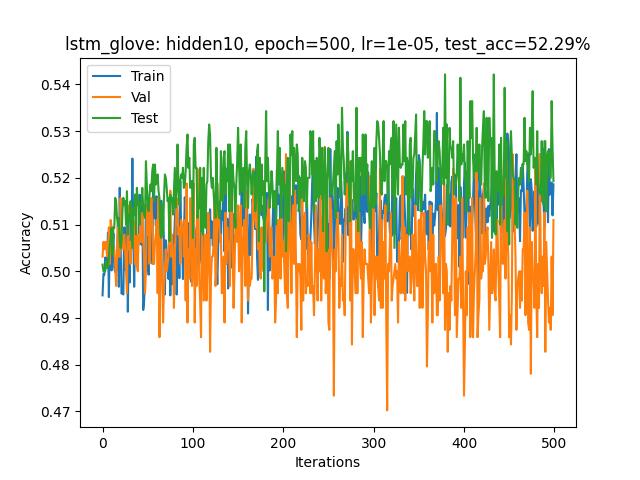 lstm_glove: hidden10, epoch=500, lr=1e-05, test_acc=52.29%
Train
Val
Test
0.54
0.53
0.52
0.51
0.50
0.49
0.48
0.47
Accuracy
0 100 200 300 400 500
Iterations